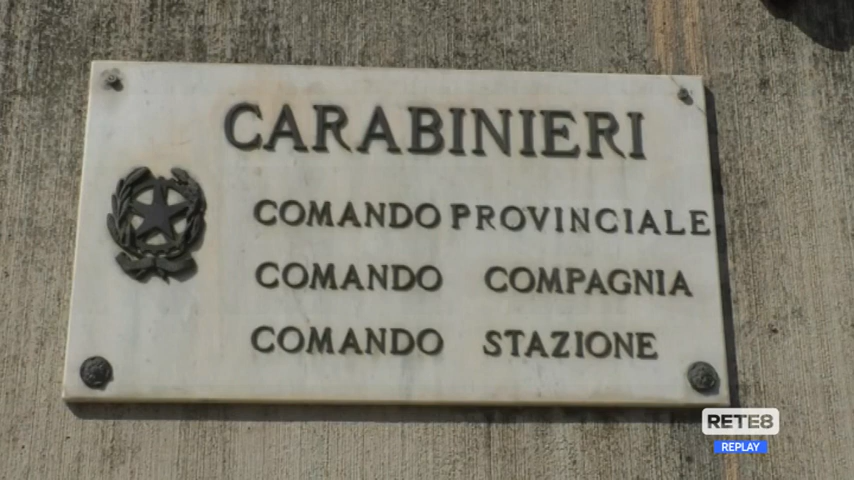 CARABINIERI
COMANDO PROVINCIALE
COMANDO COMPAGNIA
COMANDO STAZIONE
RETE8
REPLAY